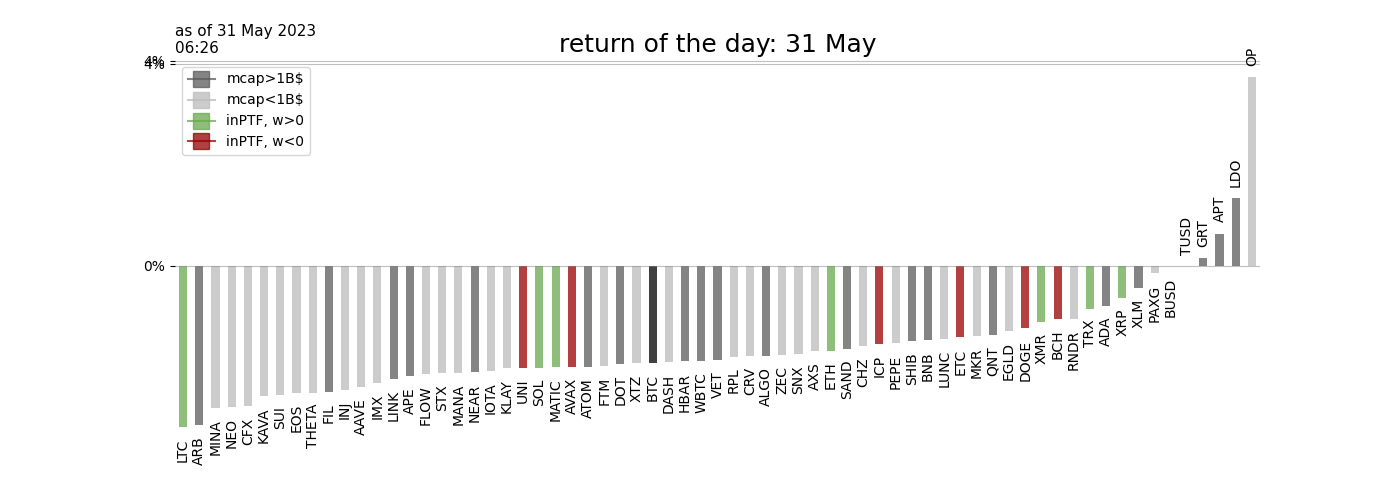 as of 31 May 2023
06:26
return of the day: 31 May
4%
4%
mcap>1B$
mcap<1B$
inPTF, w>0
inPTF, w<0
0%
LTC
ARB
MINA
NEO
CFX
KAVA
SUI
EOS
THETA
FIL
INJ
AAVE
IMX
LINK
APE
FLOW
STX
MANA
NEAR
IOTA
KLAY
UNI
SOL
MATIC
AVAX
ATOM
FTM
DOT
XTZ
BTC
DASH
HBAR
WBTC
VET
RPL
CRV
ALGO
ZEC
SNX
AXS
ETH
SAND
CHZ
ICP
PEPE
SHIB
BNB
LUNC
ETC
MKR
QNT
EGLD
DOGE
XMR
BCH
RNDR
TRX
ADA
XRP
XLM
PAXG
BUSD
TUSD
GRT
APT
LDO
OP